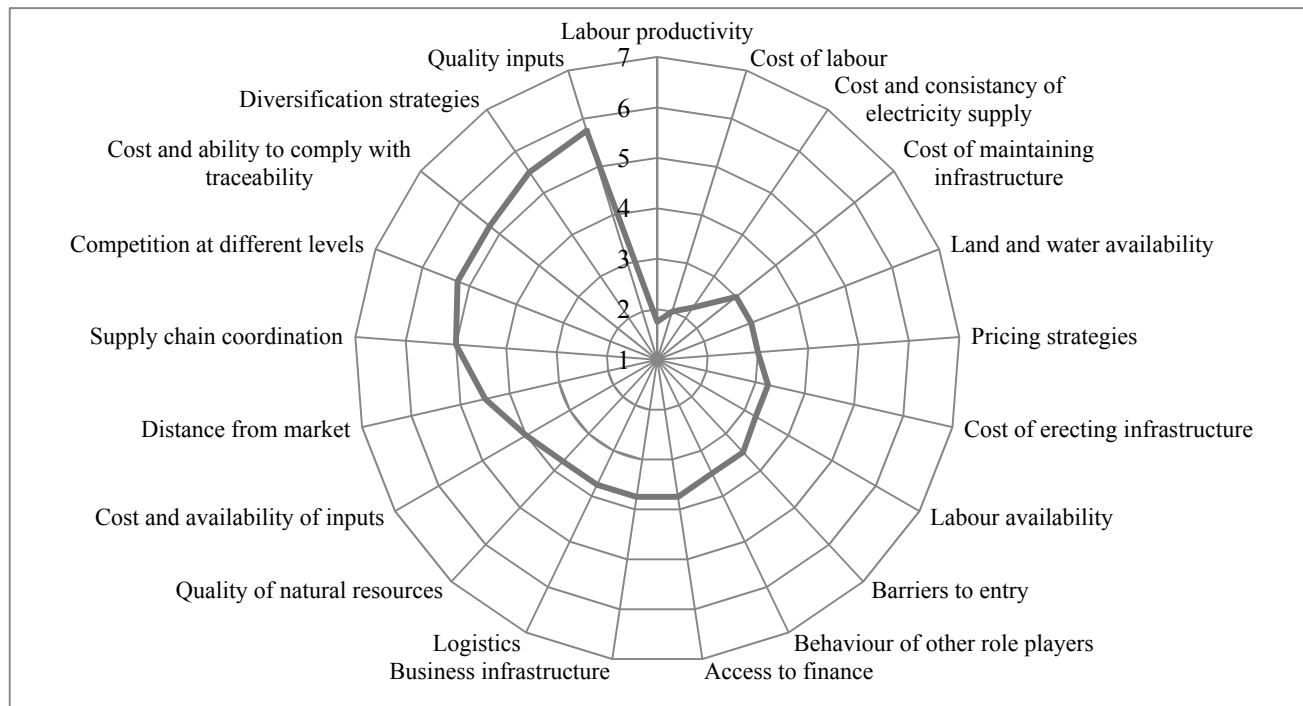 Labour productivity
Cost of labour
Cost and consistancy of
electricity supply
Cost of maintaining
infrastructure
Land and water availability
Pricing strategies
Cost of erecting infrastructure
Labour availability
Barriers to entry
Behaviour of other role players
Access to finance
Business infrastructure
Logistics
Quality of natural resources
Cost and availability of inputs
Distance from market
Supply chain coordination
Competition at different levels
Cost and ability to comply with
traceability
Diversification strategies
Quality inputs
7
6
5
4
3
2
1